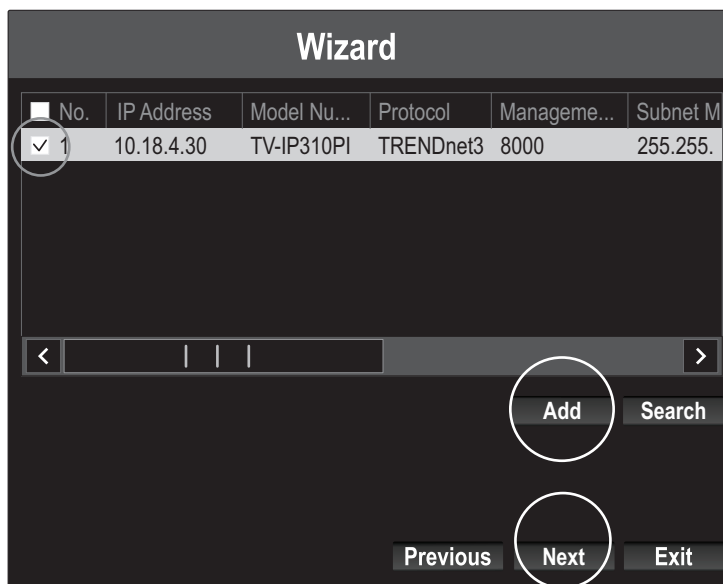 Wizard
No. IP Address Model Nu... Protocol Manageme... Subnet M
1 10.18.4.30 TV-IP310PI TRENDnet3 8000 255.255.
Add Search
Previous Next Exit